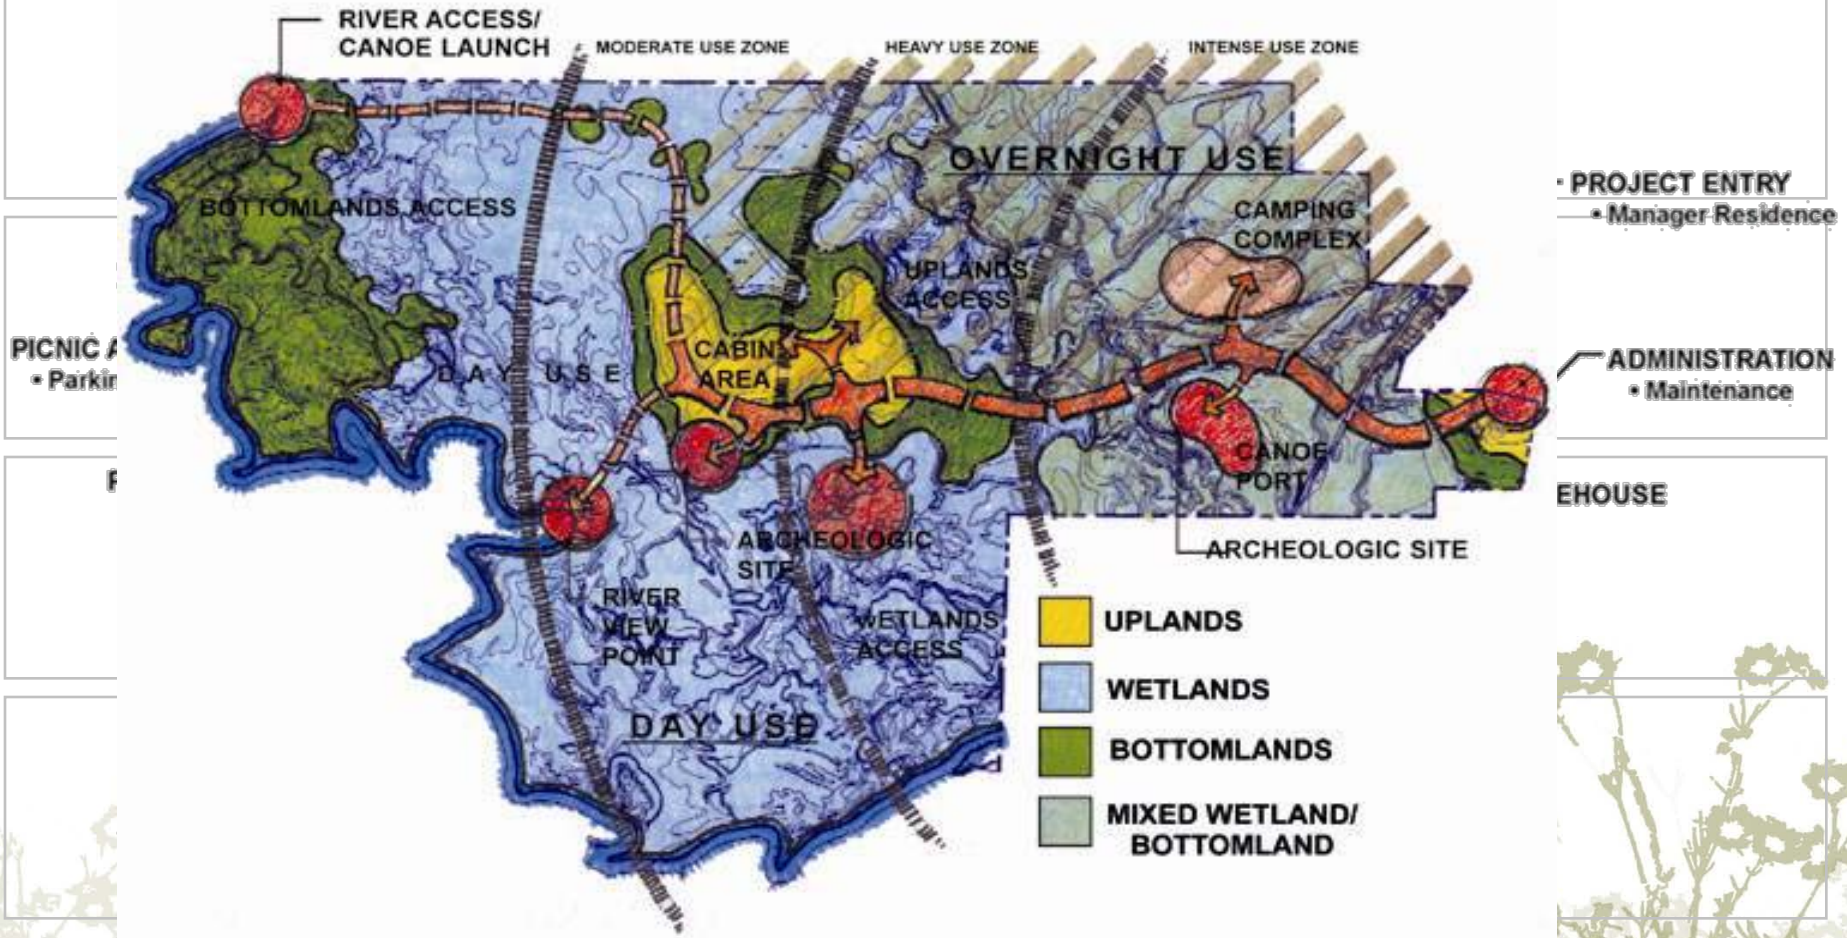 RIVER ACCESS/
CANOE LAUNCH
MODERATE USE ZONE
HEAVY USE ZONE
INTENSE USE ZONE
OVERNIGHT USE
PROJECT ENTRY
• Manager Residence
BOTTOMLANDS ACCESS
CAMPING
COMPLEX
UPLANDS
ACCESS
PICNIC A
• Parkin
DAY USE
CABIN
AREA
ADMINISTRATION
• Maintenance
CANOE
PORT
EHOUSE
ARCHEOLOGIC
SITE
ARCHEOLOGIC SITE
RIVER
VIEW
POINT
WETLANDS
ACCESS
DAY USE
UPLANDS
WETLANDS
BOTTOMLANDS
MIXED WETLAND/
BOTTOMLAND